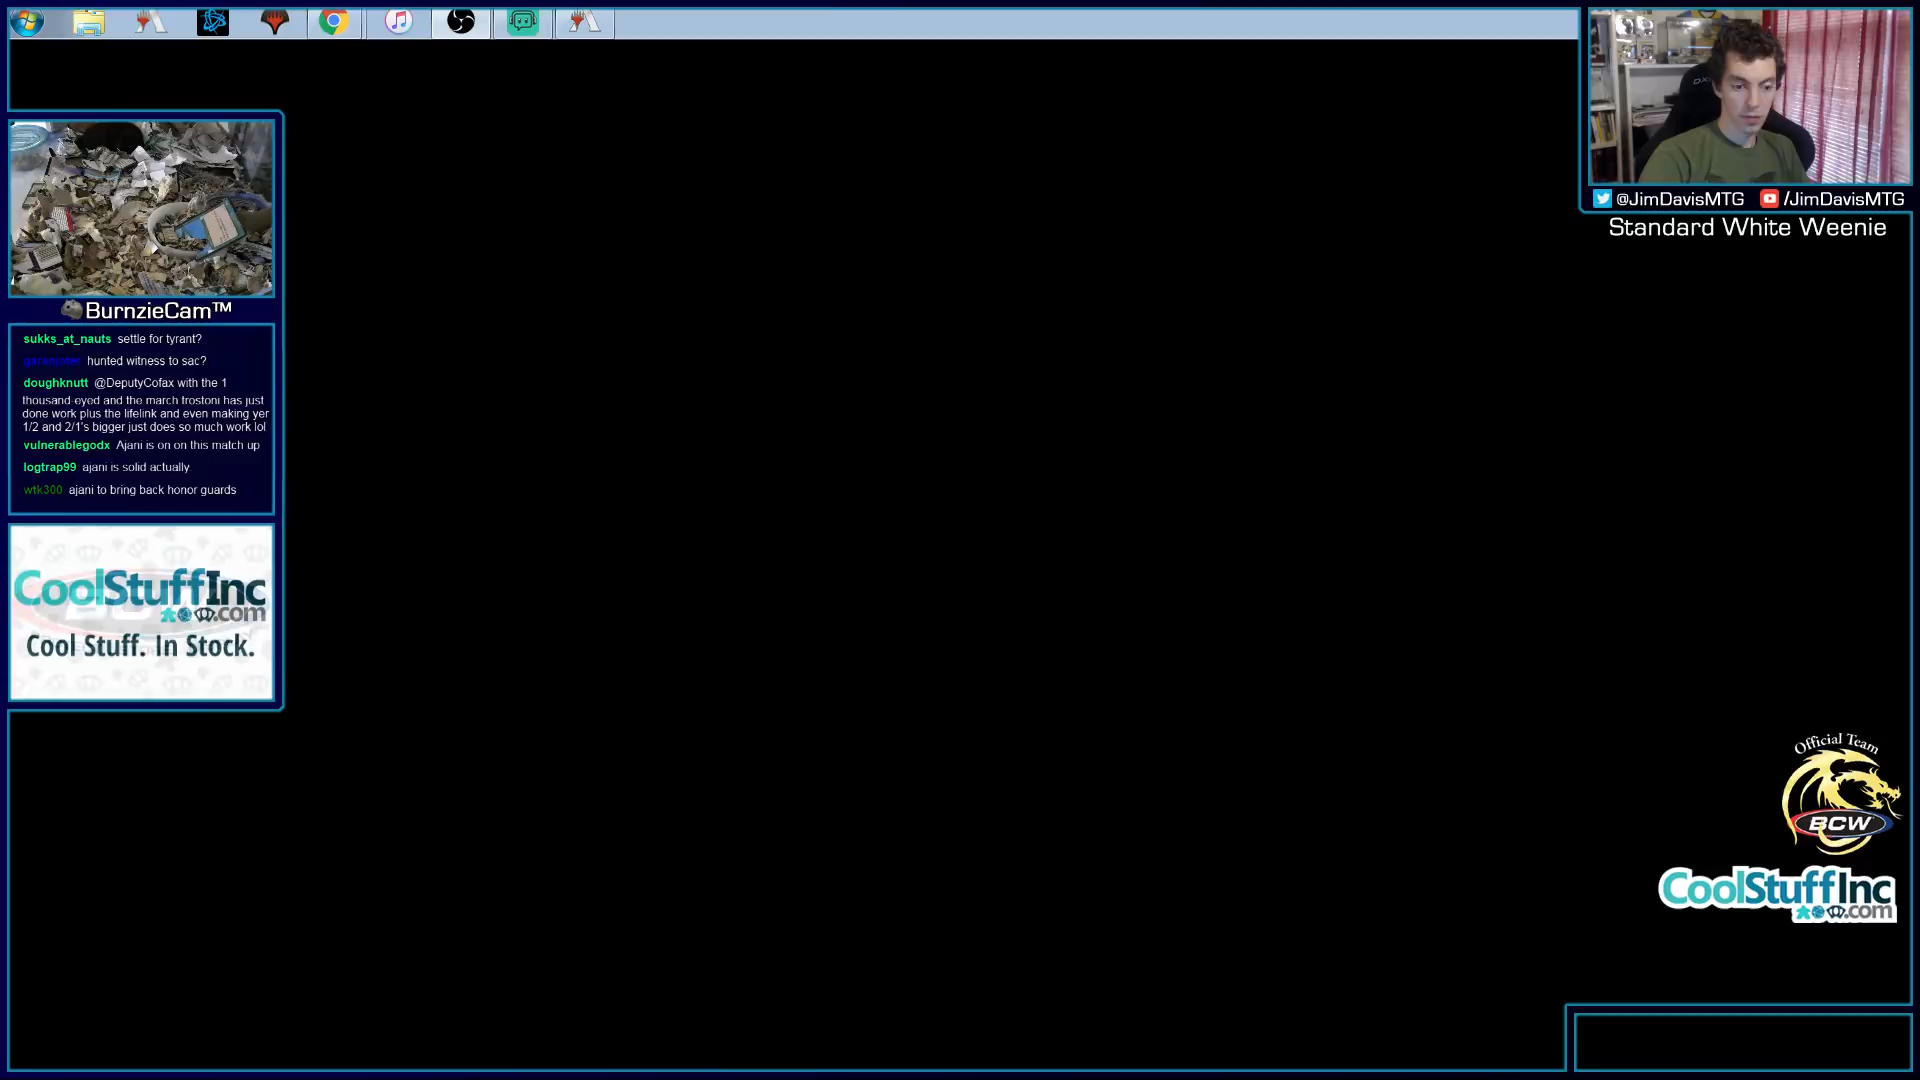 @JimDavisMTG /JimDavisMTG
Standard White Weenie
BurnzieCam™
sukks_at_nauts settle for tyrant?
hunted witness to sac?
doughknutt @DeputyCofax with the 1
thousand-eyed and the march trostoni has just
done work plus the lifelink and even making yer
1/2 and 2/1's bigger just does so much work lol
vulnerablegodx Ajani is on on this match up
logtrap99 ajani is solid actually
wtk300 ajani to bring back honor guards
CoolStuffInc
.com
Cool Stuff. In Stock.
Official Team
BCW
CoolStuffInc
.com